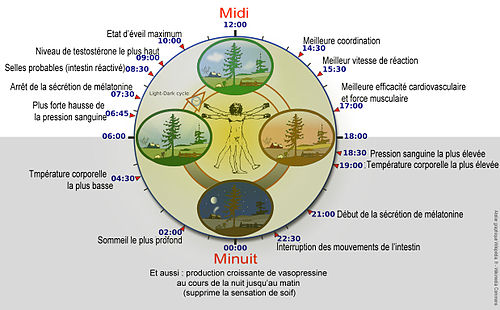 Midi
12:00
Etat d'éveil maximum
10:00
Niveau de testostérone le plus haut
09:00
Selles probables (intestin réactivé)
08:30
Arrêt de la sécrétion de mélatonine
07:30
Plus forte hausse de
la pression sanguine
06:45
06:00
Tmpérature corporelle
la plus basse
04:30
Sommeil le plus profond
02:00
Light-Dark cycle
Meilleure coordination
14:30
Meilleur vitesse de réaction
15:30
Meilleure efficacité cardiovasculaire
et force musculaire
17:00
18:00
18:30 Pression sanguine la plus élevée
19:00 Température corporelle la plus élevée
21:00 Début de la sécrétion de mélatonine
22:30
Interruption des mouvements de l'intestin
00:00
Minuit
Et aussi : production croissante de vasopressine
au cours de la nuit jusqu'au matin
(supprime la sensation de soif)
Wikimedia Commons